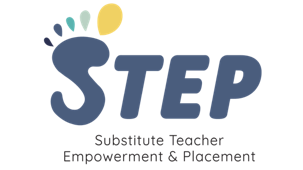 STEP
Substitute Teacher
Empowerment & Placement